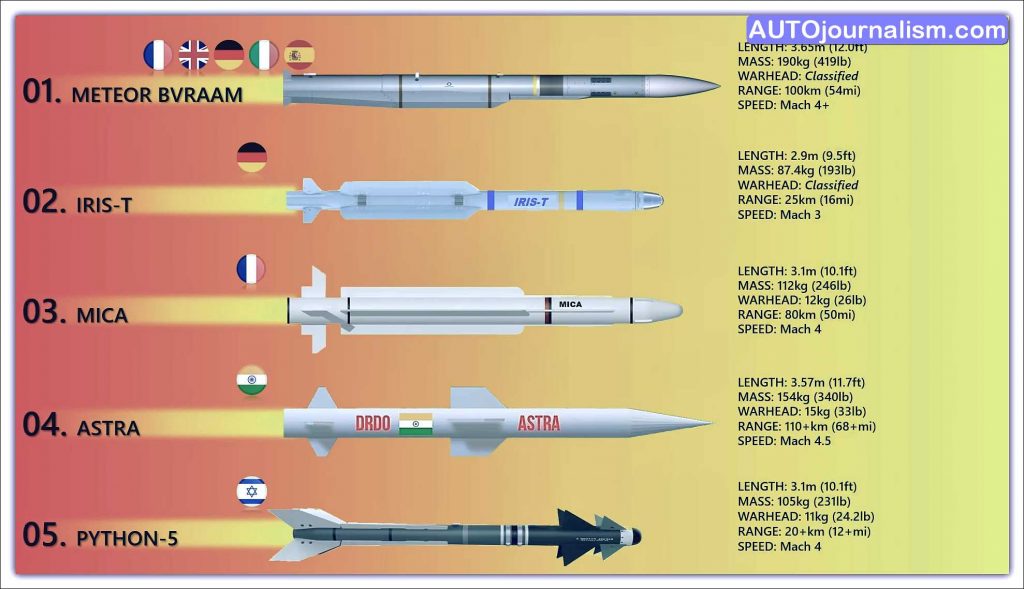 AUTOjournalism.com
01. METEOR BVRAAM
LENGTH: 3.65m (12.0ft)
MASS: 190kg (419lb)
WARHEAD: Classified
RANGE: 100km (54mi)
SPEED: Mach 4+
02. IRIS-T
IRIS-T
LENGTH: 2.9m (9.5ft)
MASS: 87.4kg (193lb)
WARHEAD: Classified
RANGE: 25km (16mi)
SPEED: Mach 3
03. MICA
MICA
LENGTH: 3.1m (10.1ft)
MASS: 112kg (246lb)
WARHEAD: 12kg (26lb)
RANGE: 80km (50mi)
SPEED: Mach 4
04. ASTRA
DRDO ASTRA
LENGTH: 3.57m (11.7ft)
MASS: 154kg (340lb)
WARHEAD: 15kg (33lb)
RANGE: 110+km (68+mi)
SPEED: Mach 4.5
05. PYTHON-5
LENGTH: 3.1m (10.1ft)
MASS: 105kg (231lb)
WARHEAD: 11kg (24.2lb)
RANGE: 20+km (12+mi)
SPEED: Mach 4